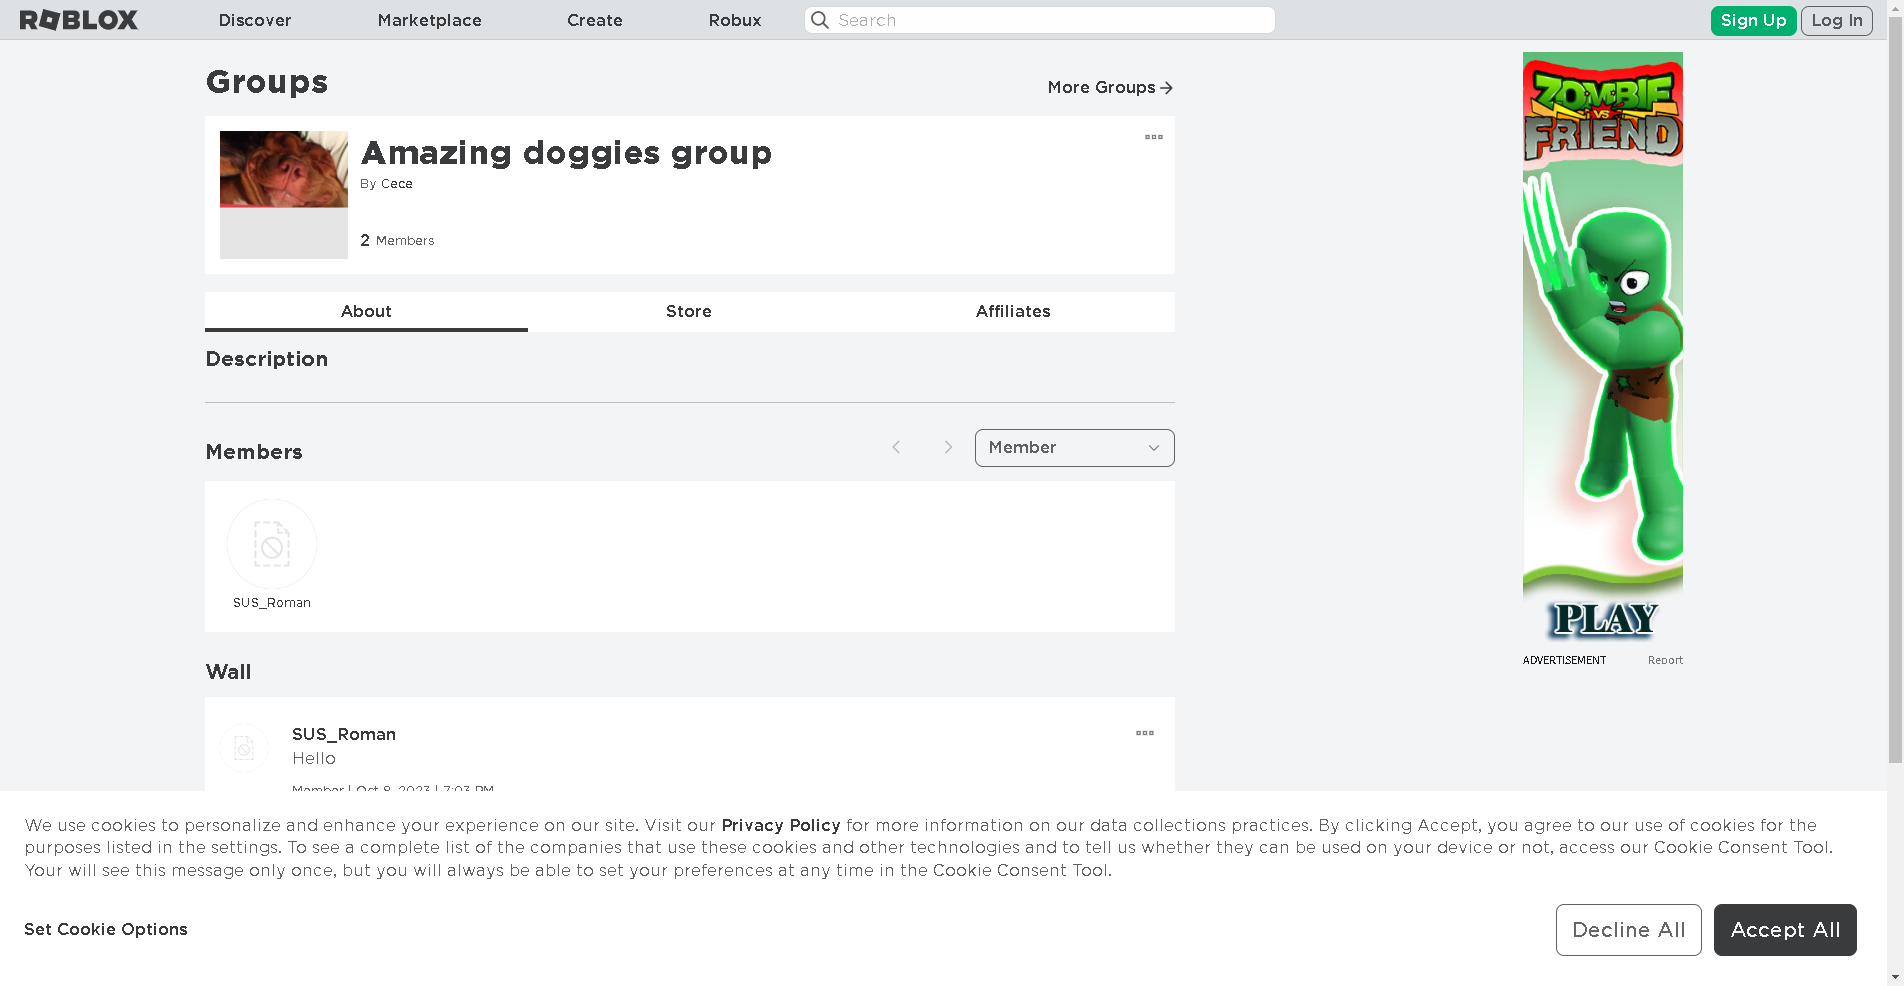 ROBLOX
Discover
Marketplace
Create
Robux
Search
Sign Up
Log In
Groups
More Groups
Amazing doggies group
By Cece
2 Members
About
Store
Affiliates
Description
Members
Member
SUS_Roman
Wall
SUS_Roman
Hello
Member | Oct 8, 2023 | 7:03 PM
ZOMBIE
VS
FRIEND
PLAY
ADVERTISEMENT
Report
We use cookies to personalize and enhance your experience on our site. Visit our Privacy Policy for more information on our data collections practices. By clicking Accept, you agree to our use of cookies for the
purposes listed in the settings. To see a complete list of the companies that use these cookies and other technologies and to tell us whether they can be used on your device or not, access our Cookie Consent Tool.
Your will see this message only once, but you will always be able to set your preferences at any time in the Cookie Consent Tool.
Set Cookie Options
Decline All
Accept All